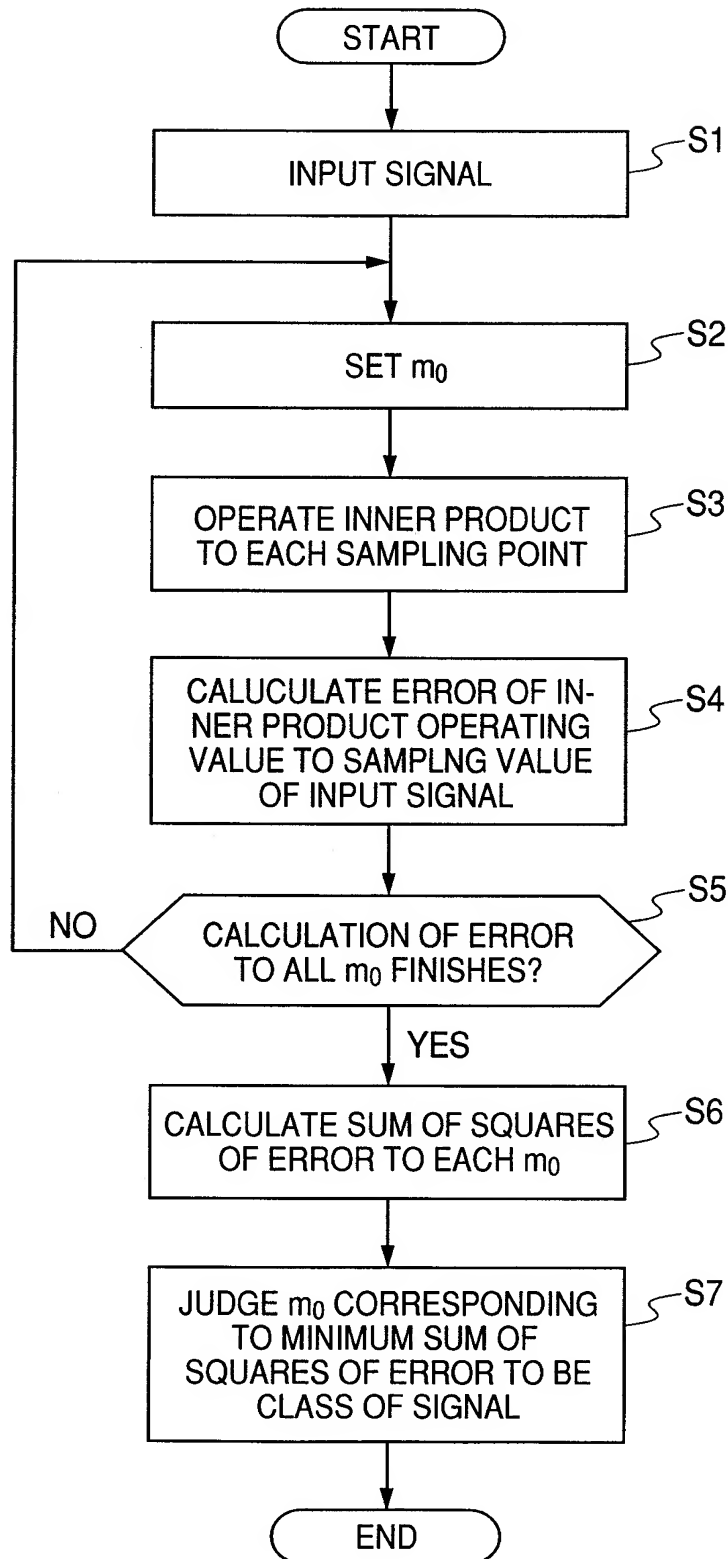 START
S1
INPUT SIGNAL
S2
SET m₀
S3
OPERATE INNER PRODUCT
TO EACH SAMPLING POINT
S4
CALUCULATE ERROR OF IN-
NER PRODUCT OPERATING
VALUE TO SAMPLNG VALUE
OF INPUT SIGNAL
S5
NO
CALCULATION OF ERROR
TO ALL m₀ FINISHES?
YES
S6
CALCULATE SUM OF SQUARES
OF ERROR TO EACH m₀
S7
JUDGE m₀ CORRESPONDING
TO MINIMUM SUM OF
SQUARES OF ERROR TO BE
CLASS OF SIGNAL
END